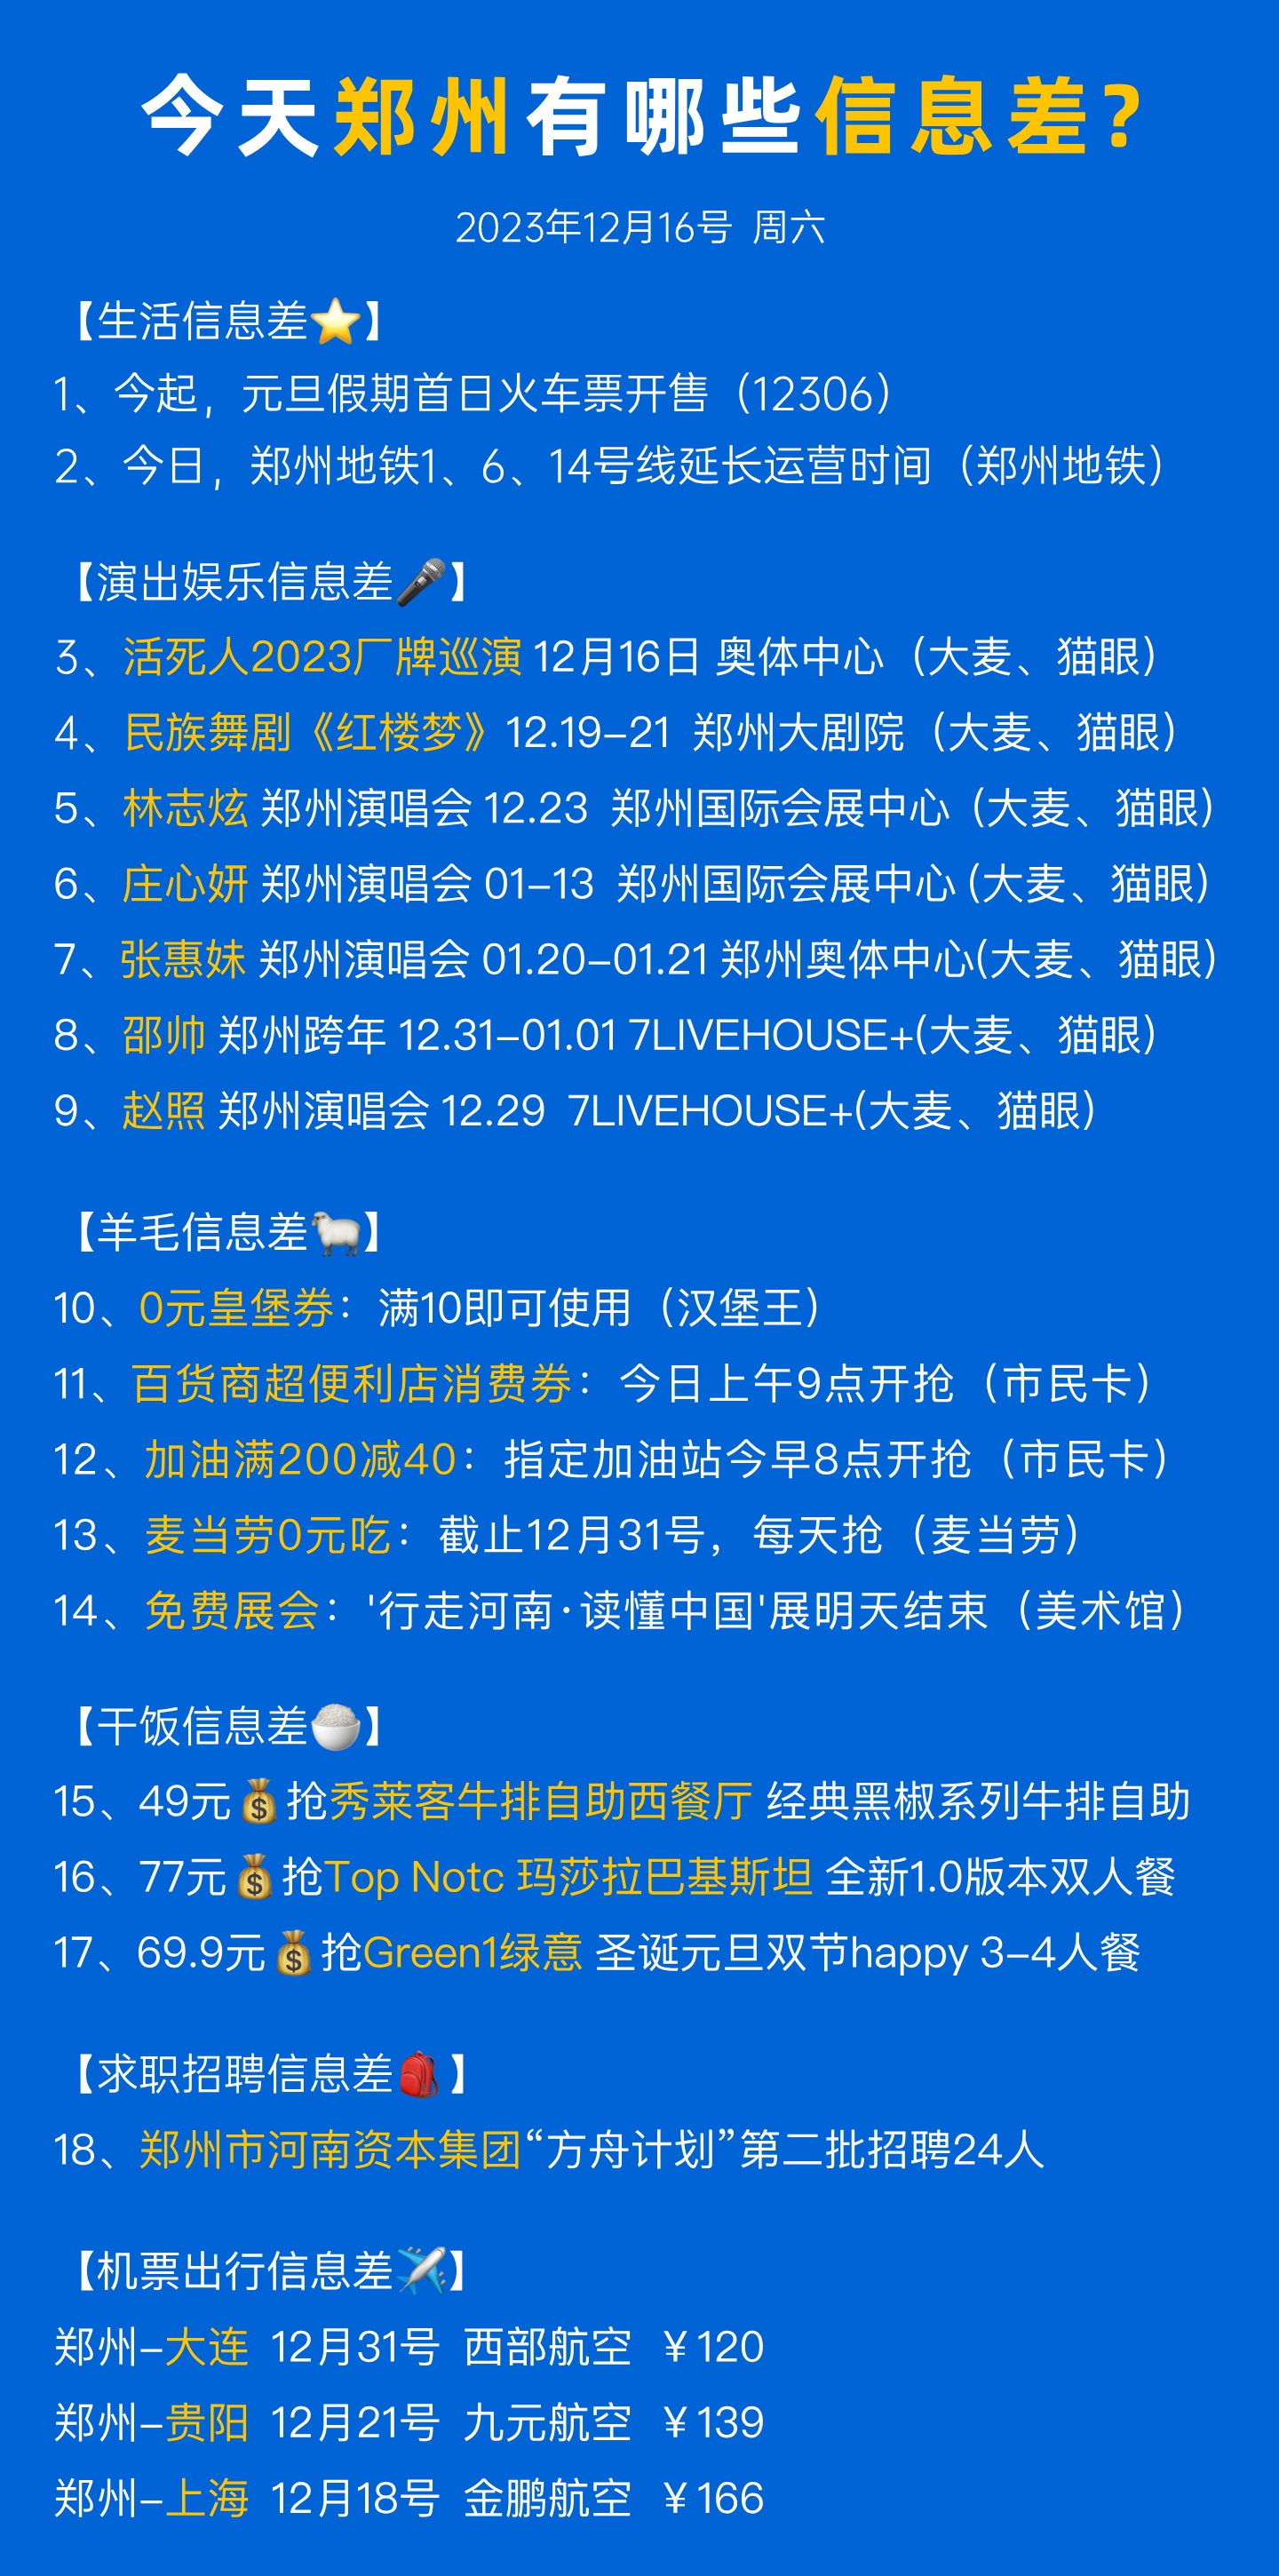 今天郑州有哪些信息差?
2023年12月16号 周六
【生活信息差⭐】
1、今起，元旦假期首日火车票开售（12306）
2、今日，郑州地铁1、6、14号线延长运营时间（郑州地铁）
【演出娱乐信息差🎤】
3、活死人2023厂牌巡演 12月16日 奥体中心（大麦、猫眼）
4、民族舞剧《红楼梦》12.19-21 郑州大剧院（大麦、猫眼）
5、林志炫 郑州演唱会 12.23 郑州国际会展中心（大麦、猫眼）
6、庄心妍 郑州演唱会 01-13 郑州国际会展中心(大麦、猫眼)
7、张惠妹 郑州演唱会 01.20-01.21 郑州奥体中心(大麦、猫眼)
8、邵帅 郑州跨年 12.31-01.01 7LIVEHOUSE+(大麦、猫眼)
9、赵照 郑州演唱会 12.29 7LIVEHOUSE+(大麦、猫眼)
【羊毛信息差🐑】
10、0元皇堡券：满10即可使用（汉堡王）
11、百货商超便利店消费券：今日上午9点开抢（市民卡）
12、加油满200减40：指定加油站今早8点开抢（市民卡）
13、麦当劳0元吃：截止12月31号，每天抢（麦当劳）
14、免费展会：'行走河南·读懂中国'展明天结束（美术馆）
【干饭信息差🍚】
15、49元💰抢秀莱客牛排自助西餐厅 经典黑椒系列牛排自助
16、77元💰抢Top Notc 玛莎拉巴基斯坦 全新1.0版本双人餐
17、69.9元💰抢Green1绿意 圣诞元旦双节happy 3-4人餐
【求职招聘信息差🎒】
18、郑州市河南资本集团“方舟计划”第二批招聘24人
【机票出行信息差✈️】
郑州-大连 12月31号 西部航空 ￥120
郑州-贵阳 12月21号 九元航空 ￥139
郑州-上海 12月18号 金鹏航空 ￥166